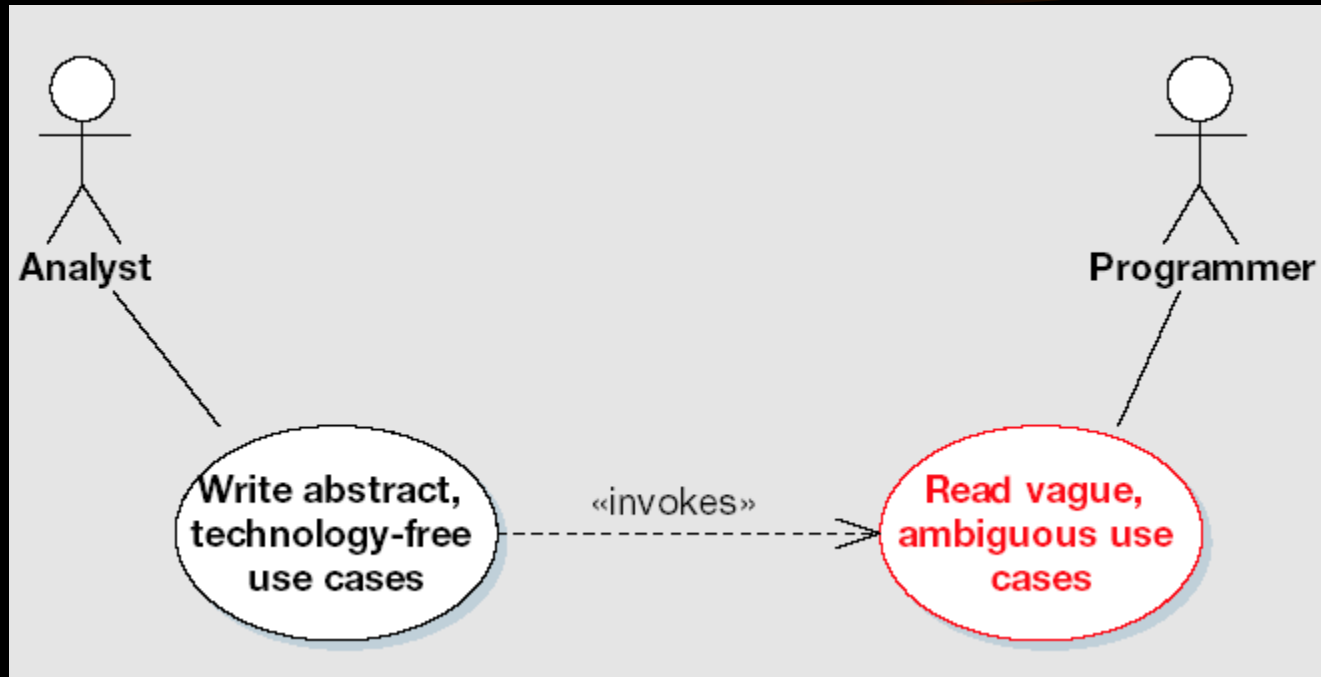 Analyst
Programmer
Write abstract,
technology-free
use cases
«invokes»
Read vague,
ambiguous use
cases